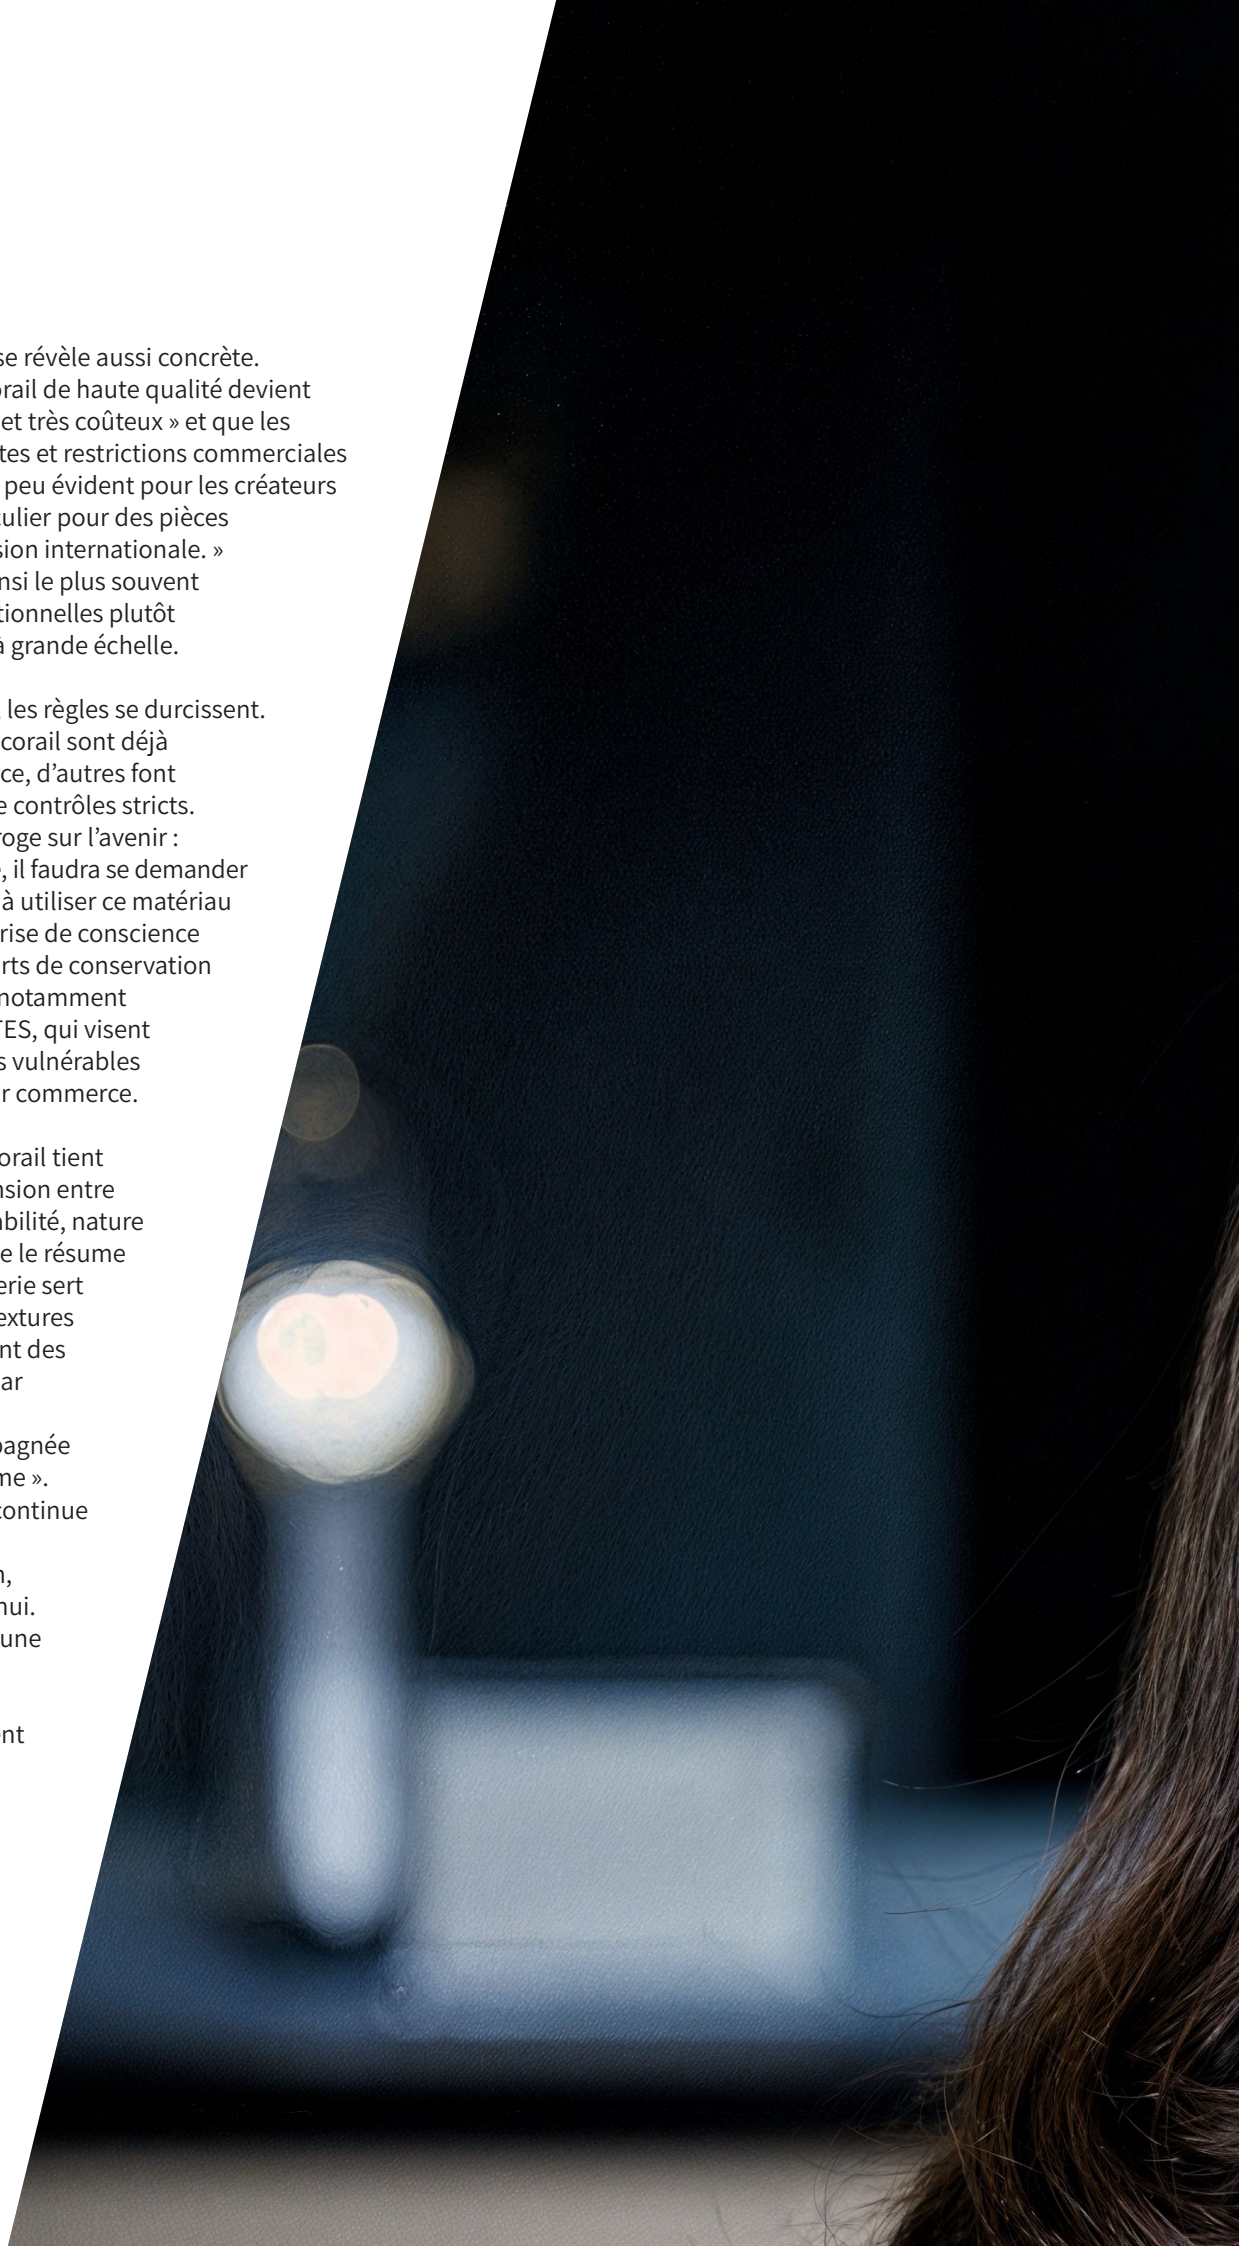 se révèle aussi concrète.
orail de haute qualité devient
et très coûteux » et que les
tes et restrictions commerciales
peu évident pour les créateurs
culier pour des pièces
sion internationale. »
nsi le plus souvent
tionnelles plutôt
à grande échelle.
les règles se durcissent.
corail sont déjà
ce, d’autres font
e contrôles stricts.
roge sur l’avenir :
, il faudra se demander
à utiliser ce matériau
rise de conscience
rts de conservation
notamment
TES, qui visent
s vulnérables
r commerce.
orail tient
nsion entre
abilité, nature
e le résume
erie sert
extures
nt des
ar
pagnée
me ».
continue
n,
hui.
une
ent